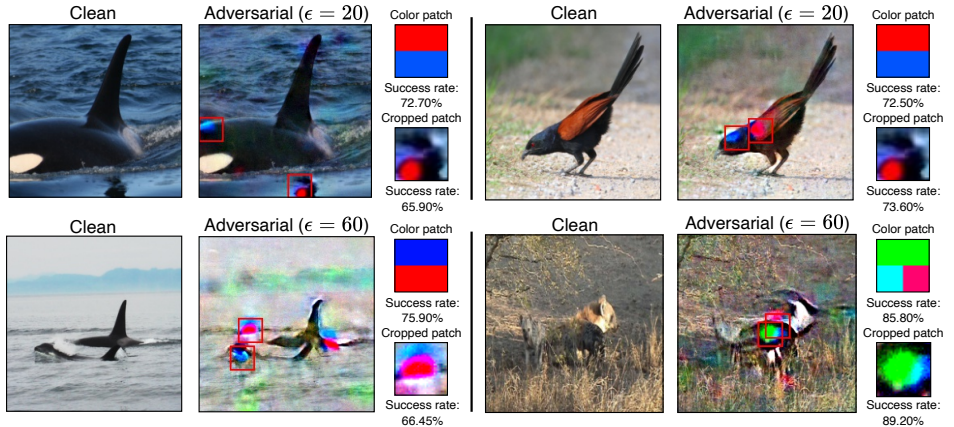 Clean
Adversarial (ϵ = 20)
Color patch
Success rate:
72.70%
Cropped patch
Success rate:
65.90%
Clean
Adversarial (ϵ = 20)
Color patch
Success rate:
72.50%
Cropped patch
Success rate:
73.60%
Clean
Adversarial (ϵ = 60)
Color patch
Success rate:
75.90%
Cropped patch
Success rate:
66.45%
Clean
Adversarial (ϵ = 60)
Color patch
Success rate:
85.80%
Cropped patch
Success rate:
89.20%